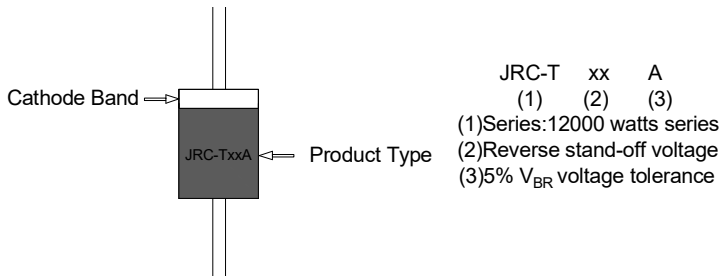 Cathode Band
JRC-TxxA
Product Type
JRC-T xx A
(1) (2) (3)
(1)Series:12000 watts series
(2)Reverse stand-off voltage
(3)5% VBR voltage tolerance